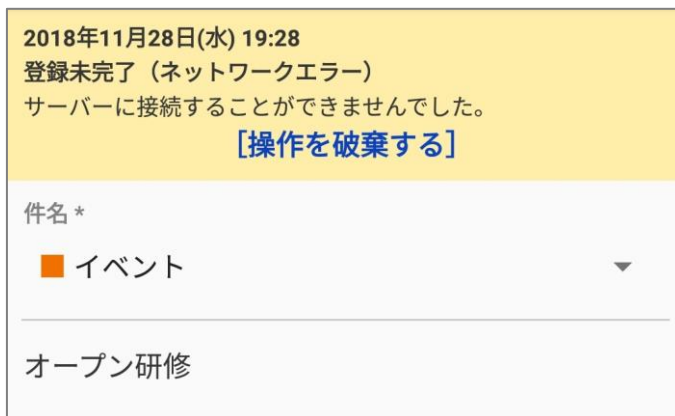 2018年11月28日(水) 19:28
登録未完了（ネットワークエラー）
サーバーに接続することができませんでした。
[操作を破棄する]
件名 *
イベント
オープン研修